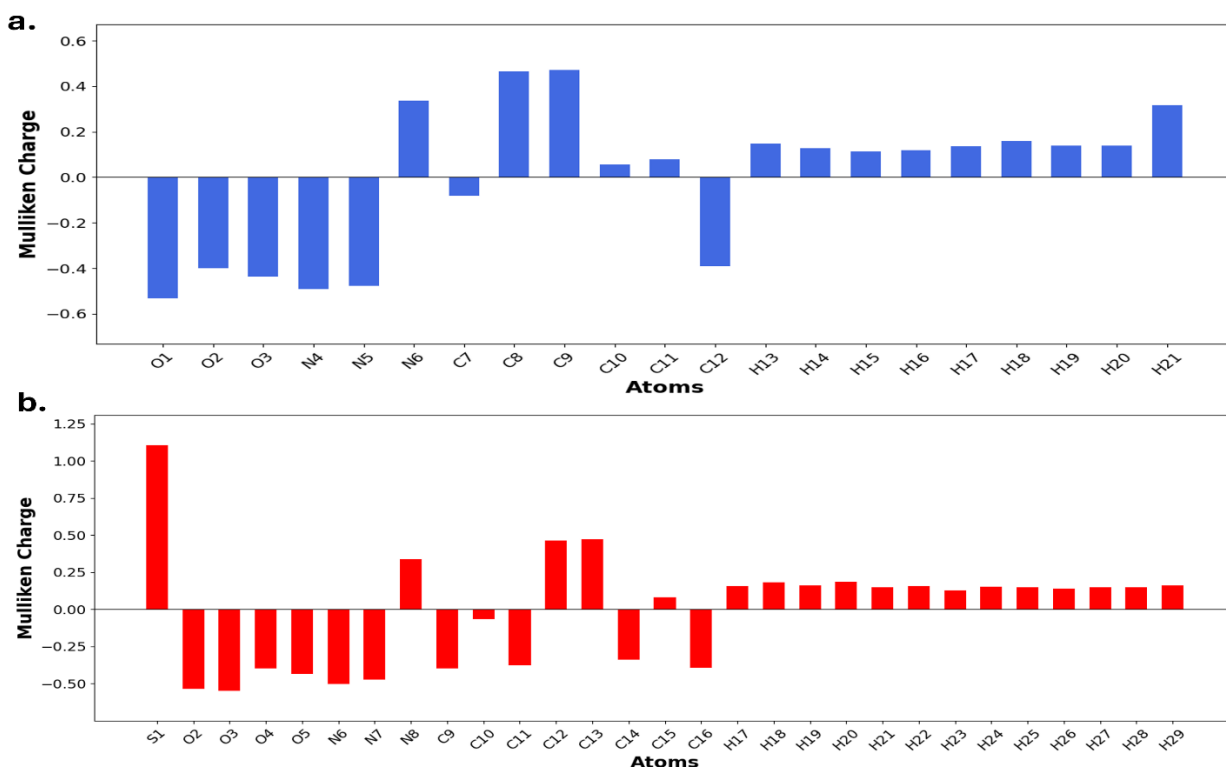 a.
0.6
0.4
0.2
0.0
−0.2
−0.4
−0.6
Mulliken Charge
O1 O2 O3 N4 N5 N6 C7 C8 C9 C10 C11 C12 H13 H14 H15 H16 H17 H18 H19 H20 H21
Atoms
b.
1.25
1.00
0.75
0.50
0.25
0.00
−0.25
−0.50
Mulliken Charge
S1 O2 O3 O4 O5 N6 N7 N8 C9 C10 C11 C12 C13 C14 C15 C16 H17 H18 H19 H20 H21 H22 H23 H24 H25 H26 H27 H28 H29
Atoms